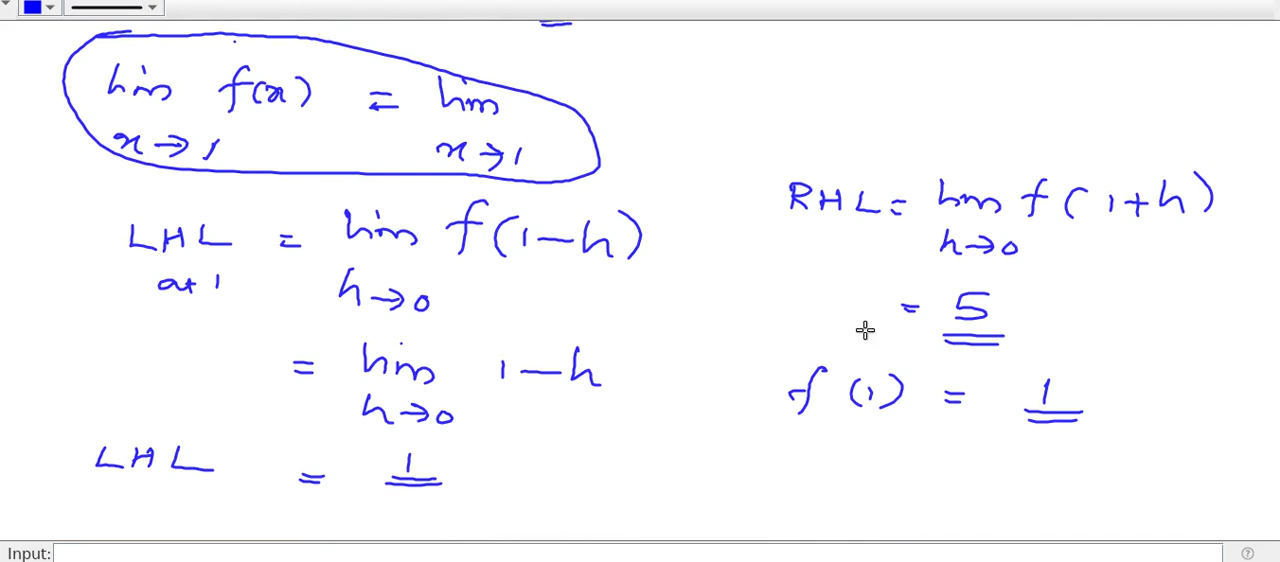 lim f(x) = lim
x→1 x→1
LHL = lim f(1-h)
at 1 h→0
= lim 1-h
h→0
LHL = 1
RHL = lim f(1+h)
h→0
= 5
f(1) = 1
Input: